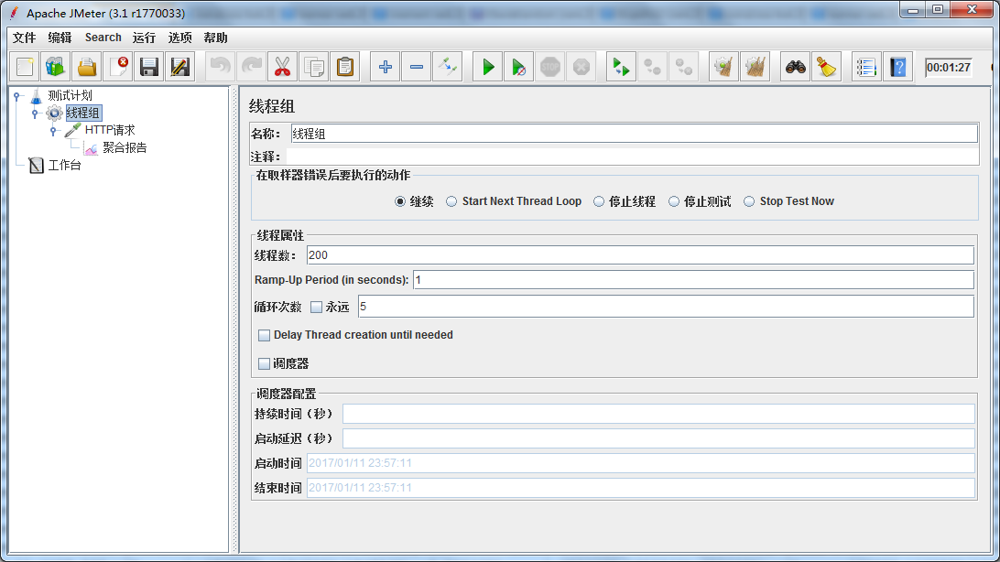 Apache JMeter (3.1 r1770033)
文件 编辑 Search 运行 选项 帮助
00:01:27
测试计划
线程组
HTTP请求
聚合报告
工作台
线程组
名称： 线程组
注释：
在取样器错误后要执行的动作
继续 Start Next Thread Loop 停止线程 停止测试 Stop Test Now
线程属性
线程数： 200
Ramp-Up Period (in seconds): 1
循环次数 永远 5
Delay Thread creation until needed
调度器
调度器配置
持续时间（秒）
启动延迟（秒）
启动时间 2017/01/11 23:57:11
结束时间 2017/01/11 23:57:11